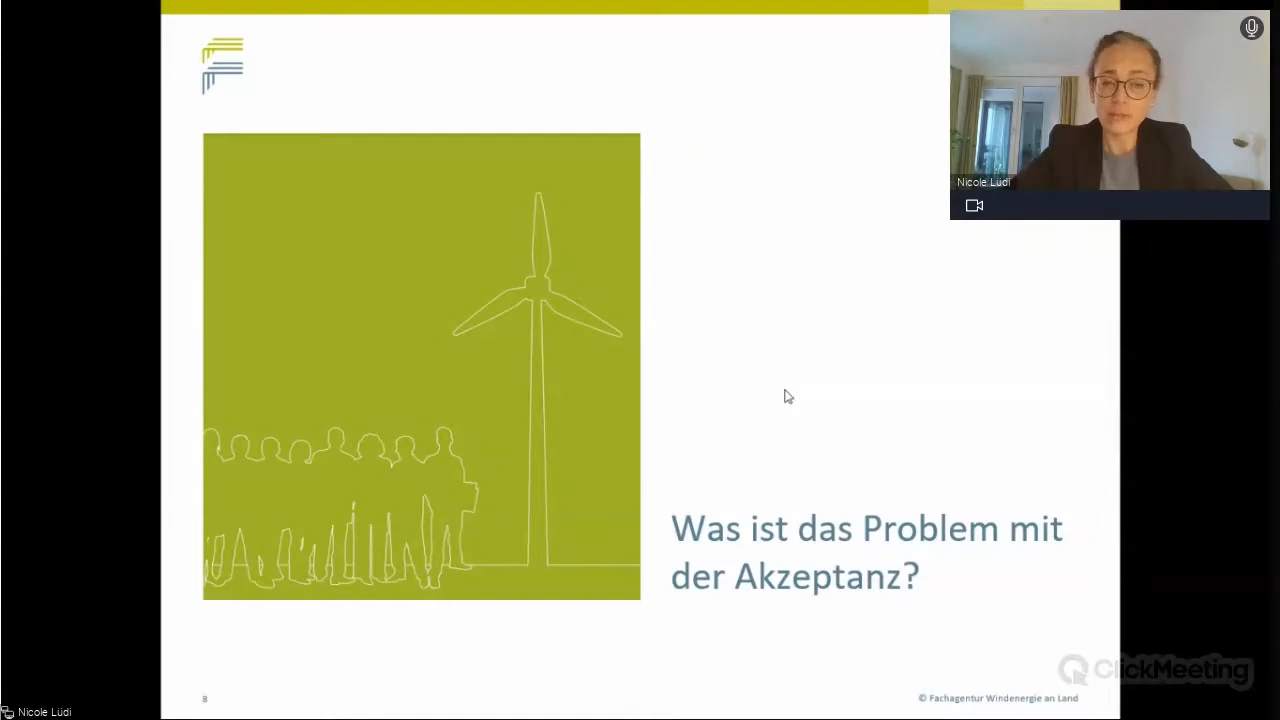 Nicole Lüdi
Was ist das Problem mit
der Akzeptanz?
ClickMeeting
8
© Fachagentur Windenergie an Land
Nicole Lüdi